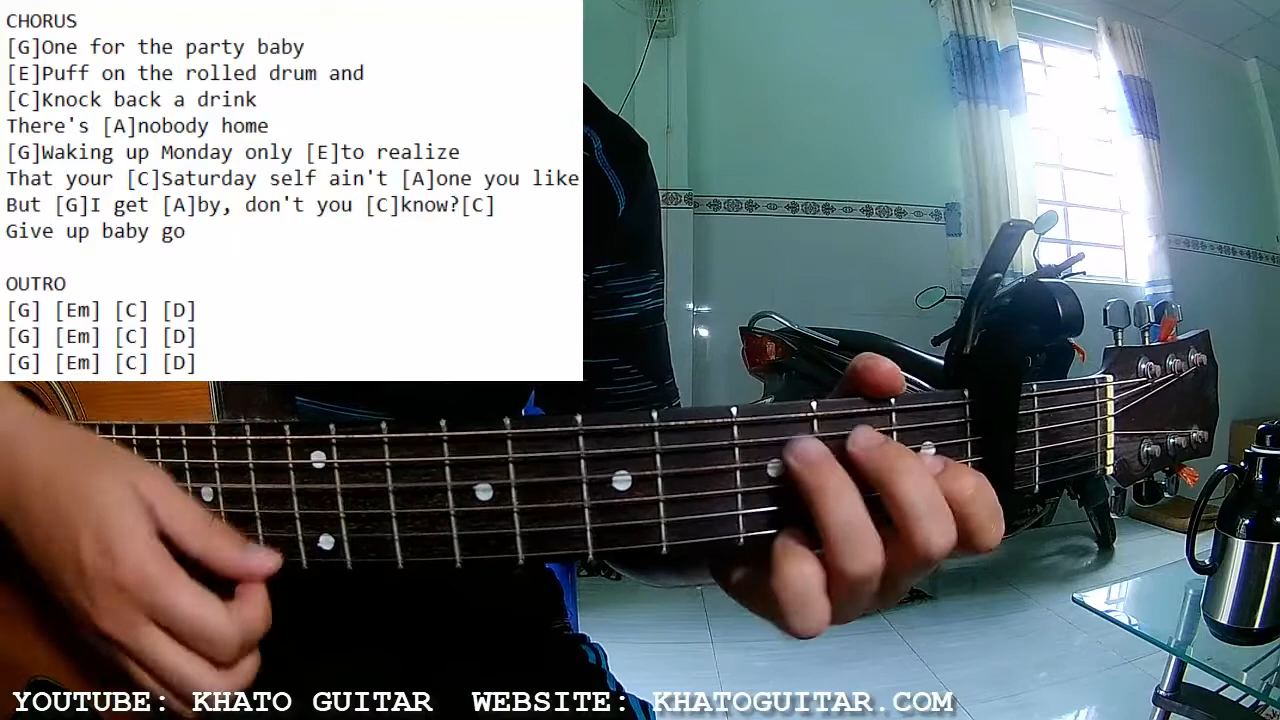 CHORUS
[G]One for the party baby
[E]Puff on the rolled drum and
[C]Knock back a drink
There's [A]nobody home
[G]Waking up Monday only [E]to realize
That your [C]Saturday self ain't [A]one you like
But [G]I get [A]by, don't you [C]know?[C]
Give up baby go

OUTRO
[G] [Em] [C] [D]
[G] [Em] [C] [D]
[G] [Em] [C] [D]
YOUTUBE: KHATO GUITAR WEBSITE: KHATOGUITAR.COM